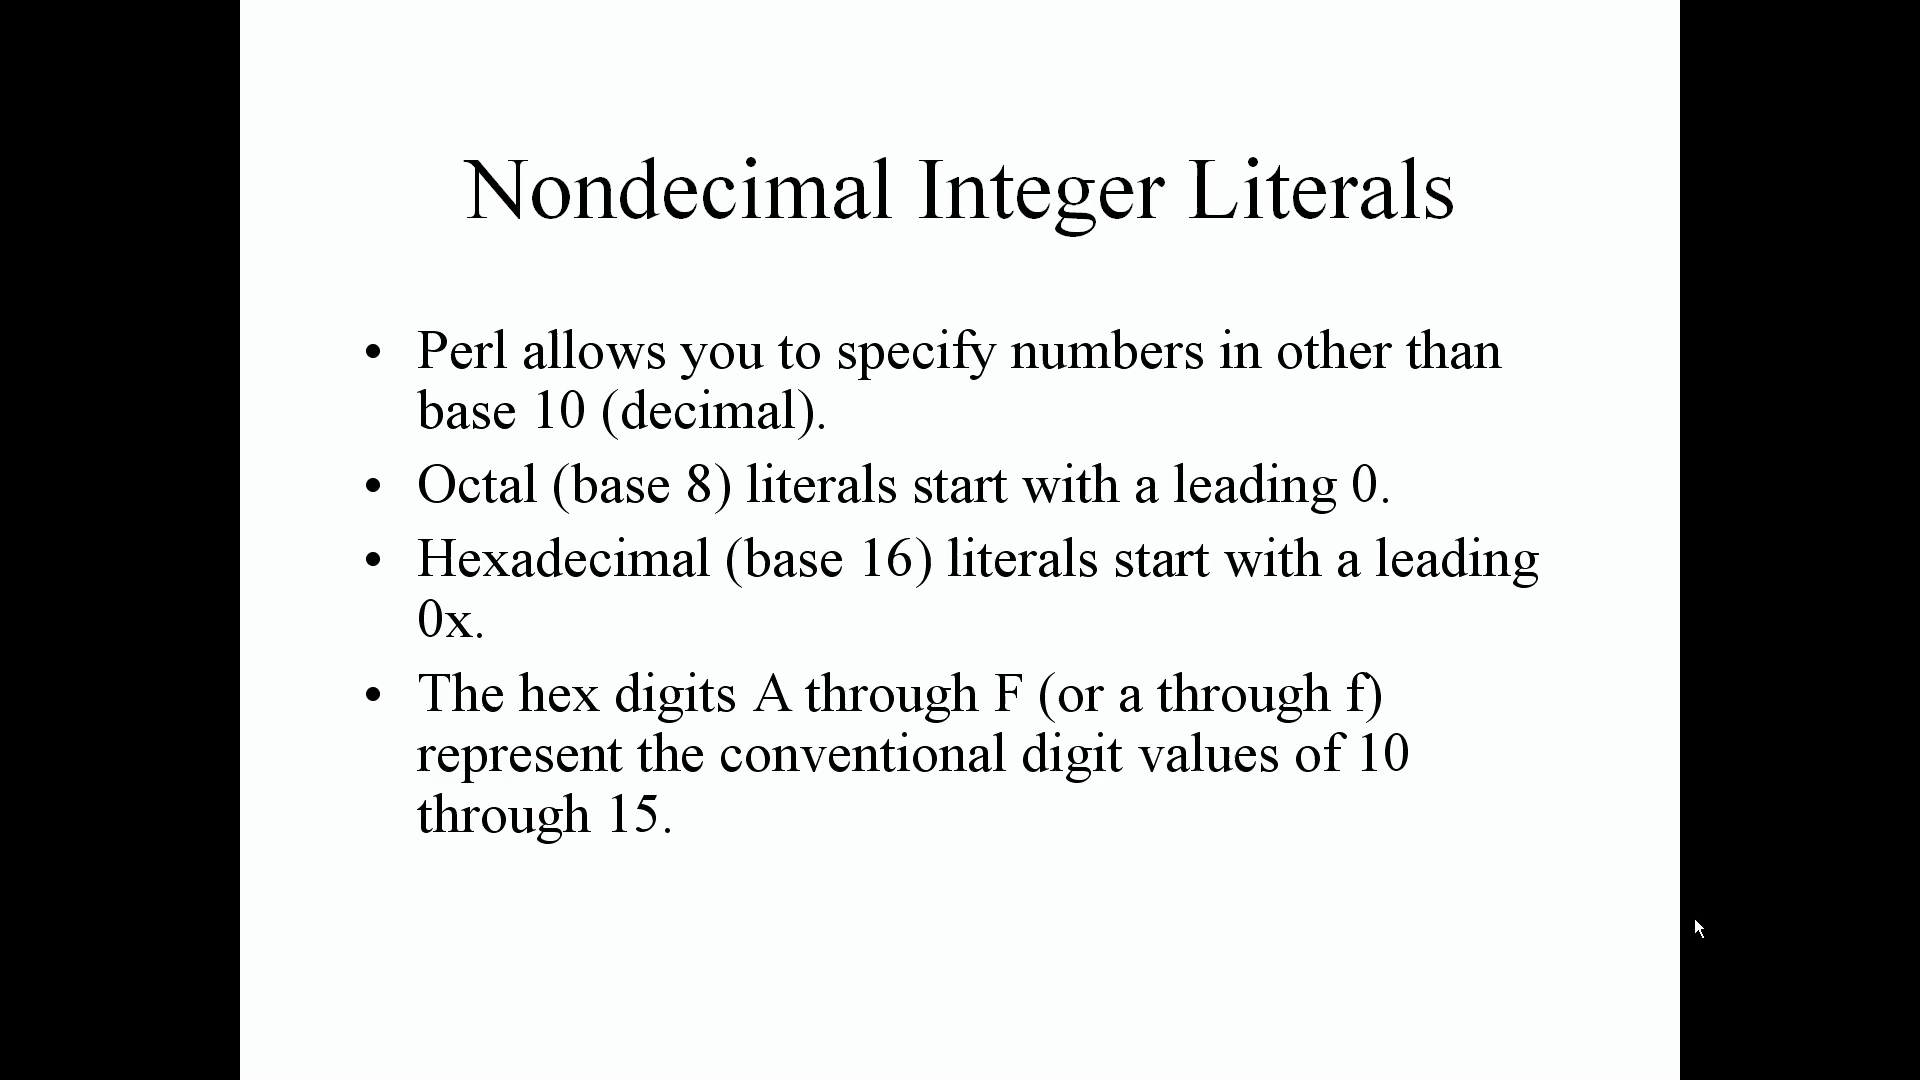 Nondecimal Integer Literals
• Perl allows you to specify numbers in other than
base 10 (decimal).
• Octal (base 8) literals start with a leading 0.
• Hexadecimal (base 16) literals start with a leading
0x.
• The hex digits A through F (or a through f)
represent the conventional digit values of 10
through 15.